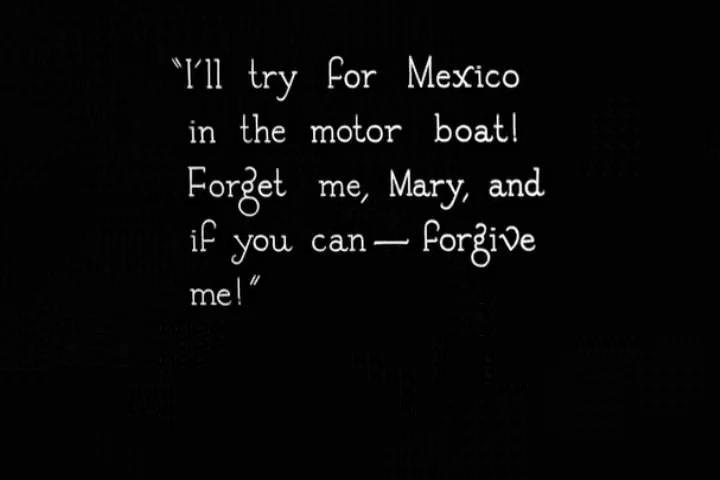 "I'll try for Mexico
in the motor boat!
Forget me, Mary, and
if you can — forgive
me!"